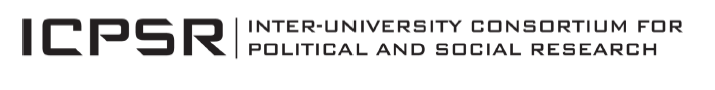 ICPSR
INTER-UNIVERSITY CONSORTIUM FOR
POLITICAL AND SOCIAL RESEARCH